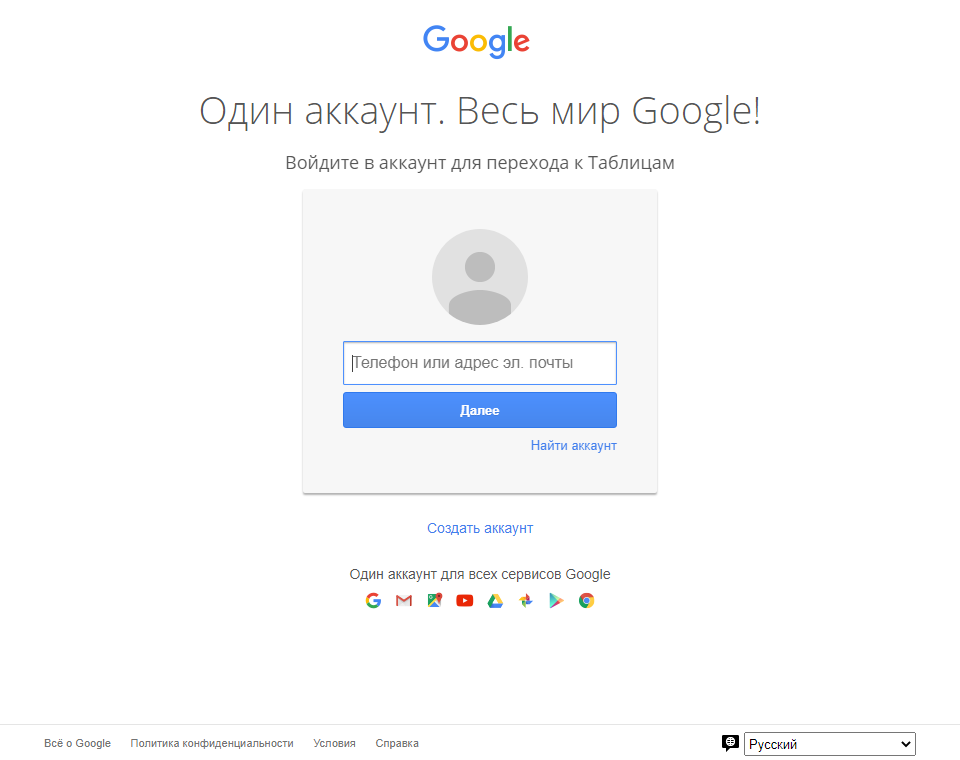 Google
Один аккаунт. Весь мир Google!
Войдите в аккаунт для перехода к Таблицам
Телефон или адрес эл. почты
Далее
Найти аккаунт
Создать аккаунт
Один аккаунт для всех сервисов Google
Всё о Google Политика конфиденциальности Условия Справка Русский